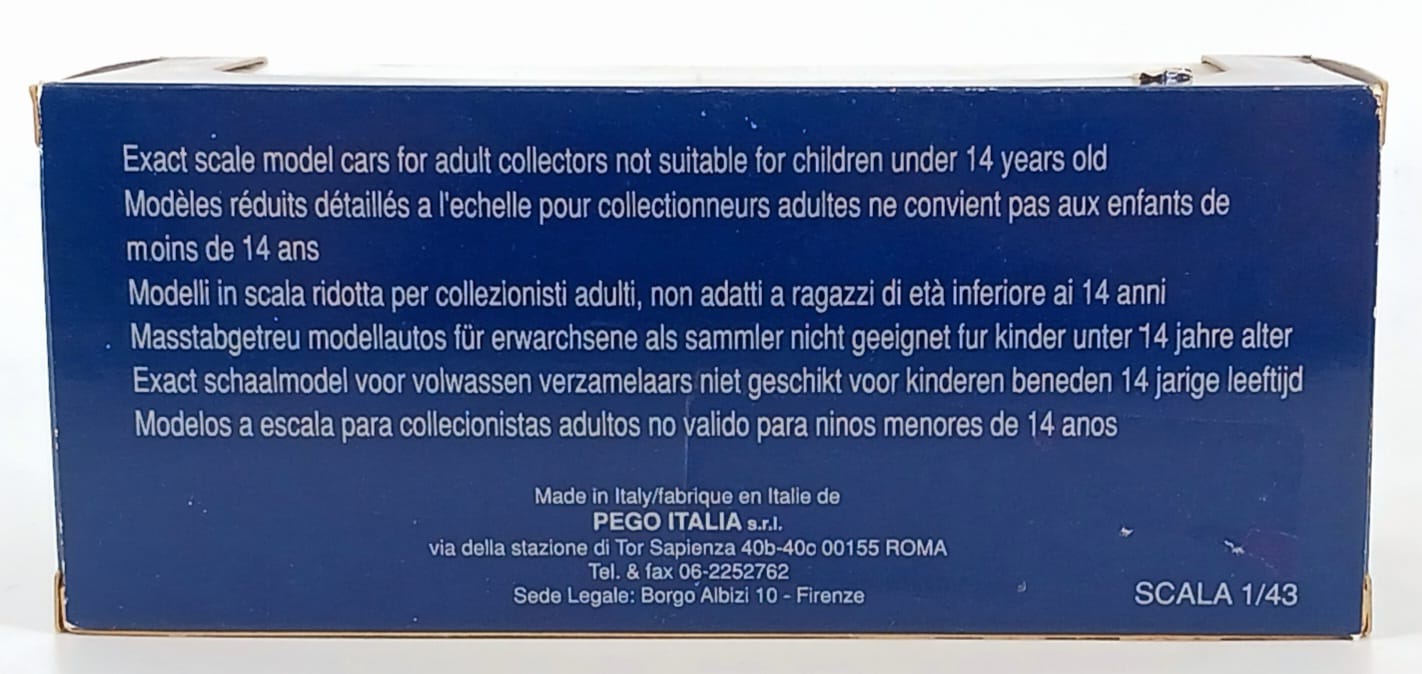 Exact scale model cars for adult collectors not suitable for children under 14 years old
Modèles réduits détaillés a l'echelle pour collectionneurs adultes ne convient pas aux enfants de
moins de 14 ans
Modelli in scala ridotta per collezionisti adulti, non adatti a ragazzi di età inferiore ai 14 anni
Masstabgetreu modellautos für erwarchsene als sammler nicht geeignet fur kinder unter 14 jahre alter
Exact schaalmodel voor volwassen verzamelaars niet geschikt voor kinderen beneden 14 jarige leeftijd
Modelos a escala para collecionistas adultos no valido para ninos menores de 14 anos
Made in Italy/fabrique en Italie de
PEGO ITALIA s.r.l.
via della stazione di Tor Sapienza 40b-40c 00155 ROMA
Tel. & fax 06-2252762
Sede Legale: Borgo Albizi 10 - Firenze
SCALA 1/43